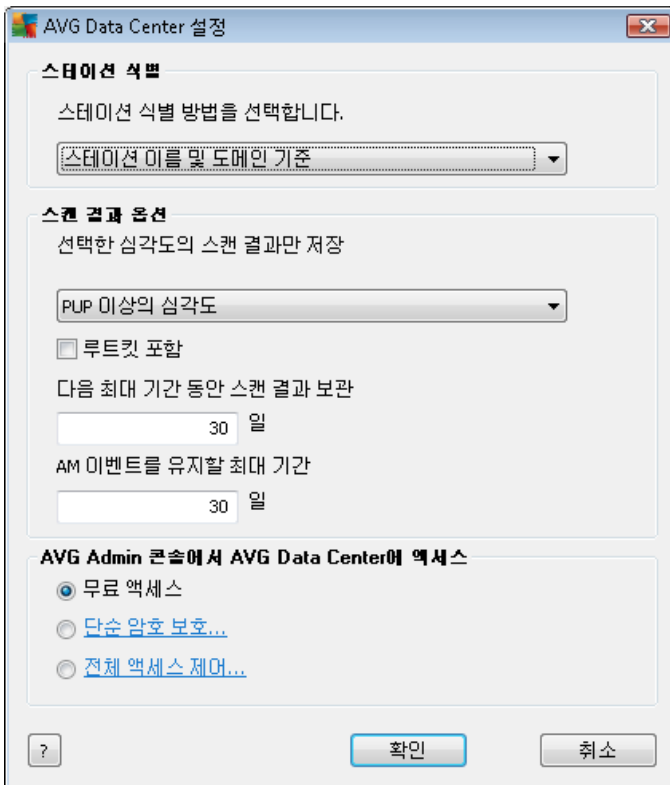 AVG Data Center 설정
스테이션 식별
스테이션 식별 방법을 선택합니다.
스테이션 이름 및 도메인 기준
스캔 결과 옵션
선택한 심각도의 스캔 결과만 저장
PUP 이상의 심각도
루트킷 포함
다음 최대 기간 동안 스캔 결과 보관
30 일
AM 이벤트를 유지할 최대 기간
30 일
AVG Admin 콘솔에서 AVG Data Center에 액세스
무료 액세스
단순 암호 보호...
전체 액세스 제어...
? 확인 취소